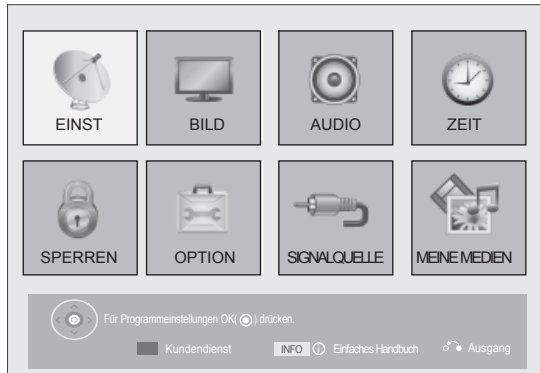 EINST BILD AUDIO ZEIT
SPERREN OPTION SIGNALQUELLE MEINE MEDIEN
Für Programmeinstellungen OK( ) drücken.
Kundendienst INFO i Einfaches Handbuch Ausgang